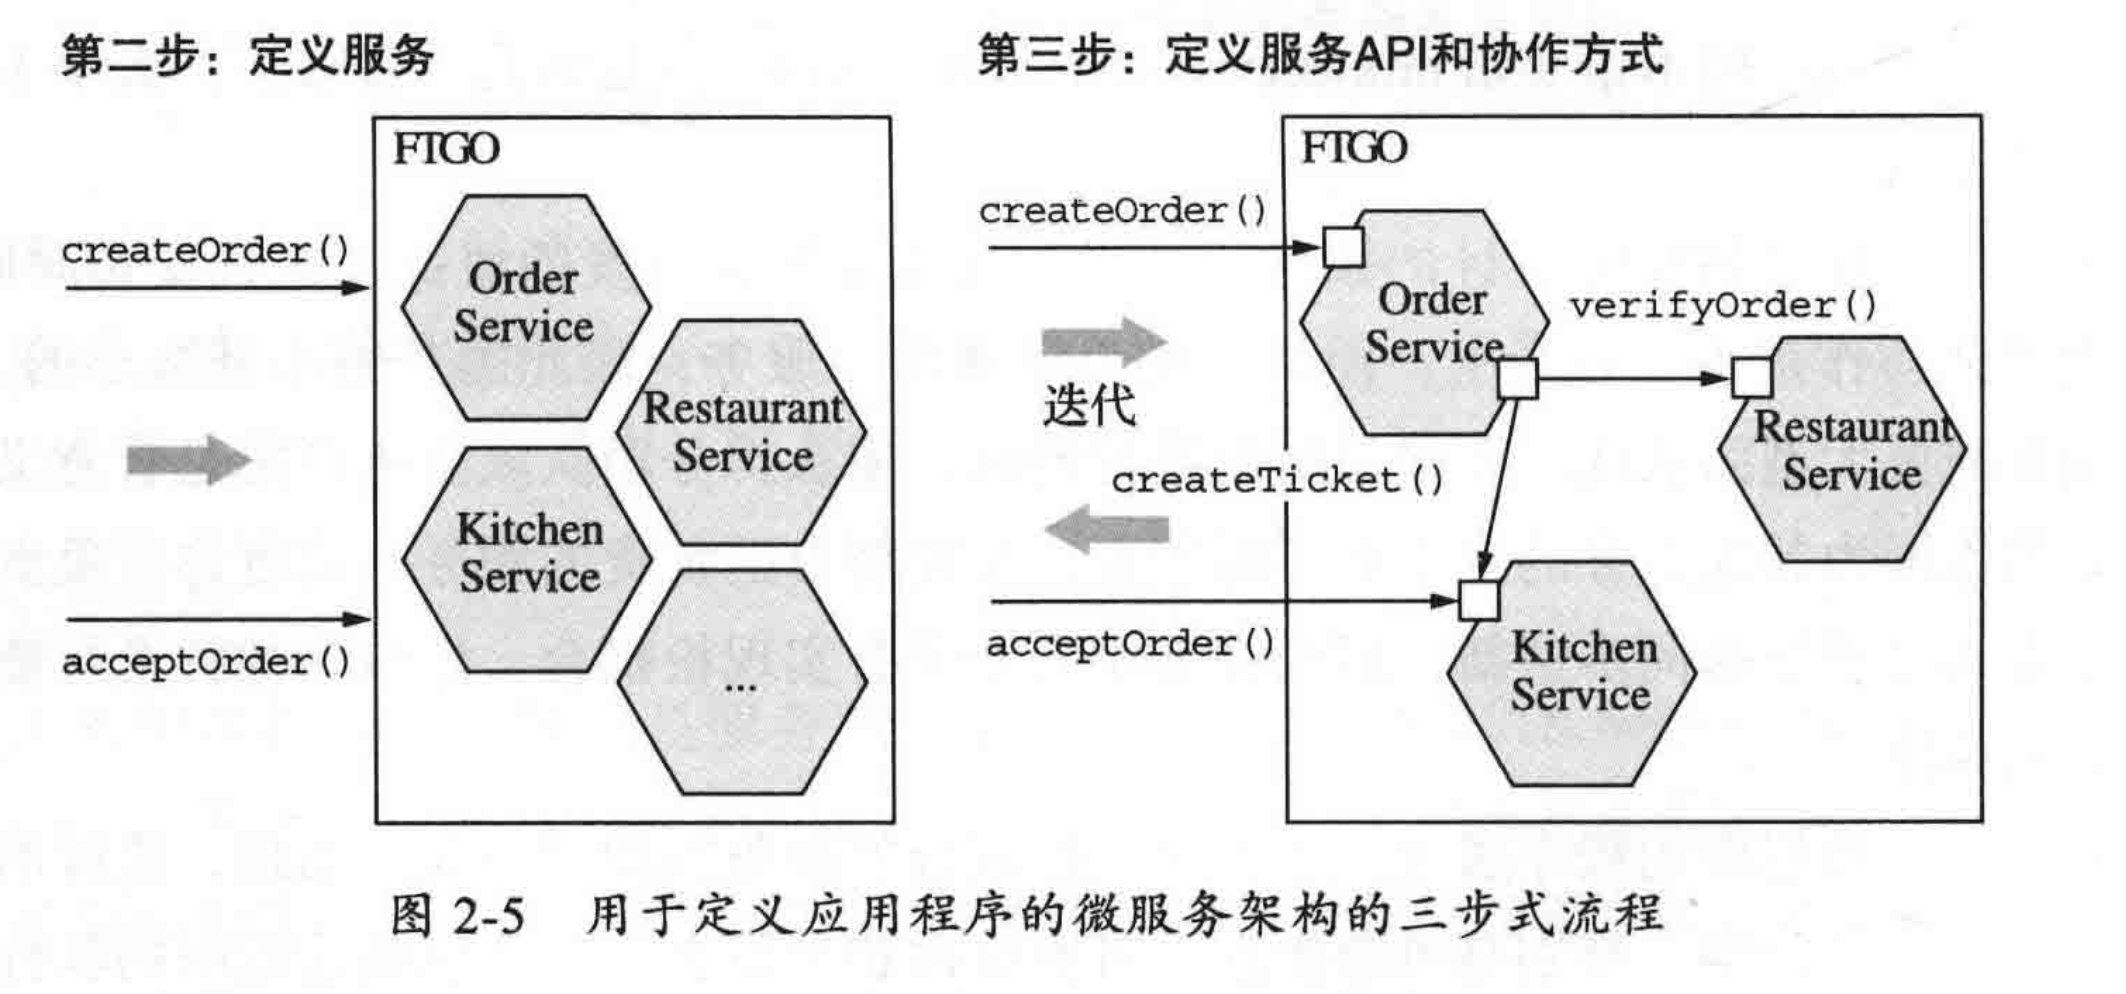 第二步：定义服务
FTGO
createOrder()
Order
Service
Restaurant
Service
Kitchen
Service
acceptOrder()
...
第三步：定义服务API和协作方式
FTGO
createOrder()
Order
Service
verifyOrder()
迭代
Restaurant
Service
createTicket()
acceptOrder()
Kitchen
Service
图 2-5 用于定义应用程序的微服务架构的三步式流程